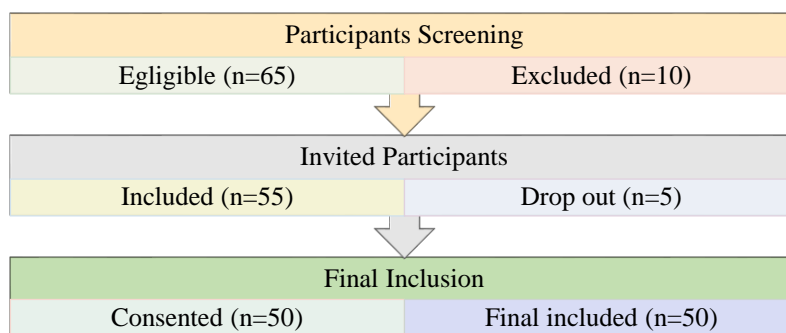 Participants Screening
Egligible (n=65) Excluded (n=10)
Invited Participants
Included (n=55) Drop out (n=5)
Final Inclusion
Consented (n=50) Final included (n=50)